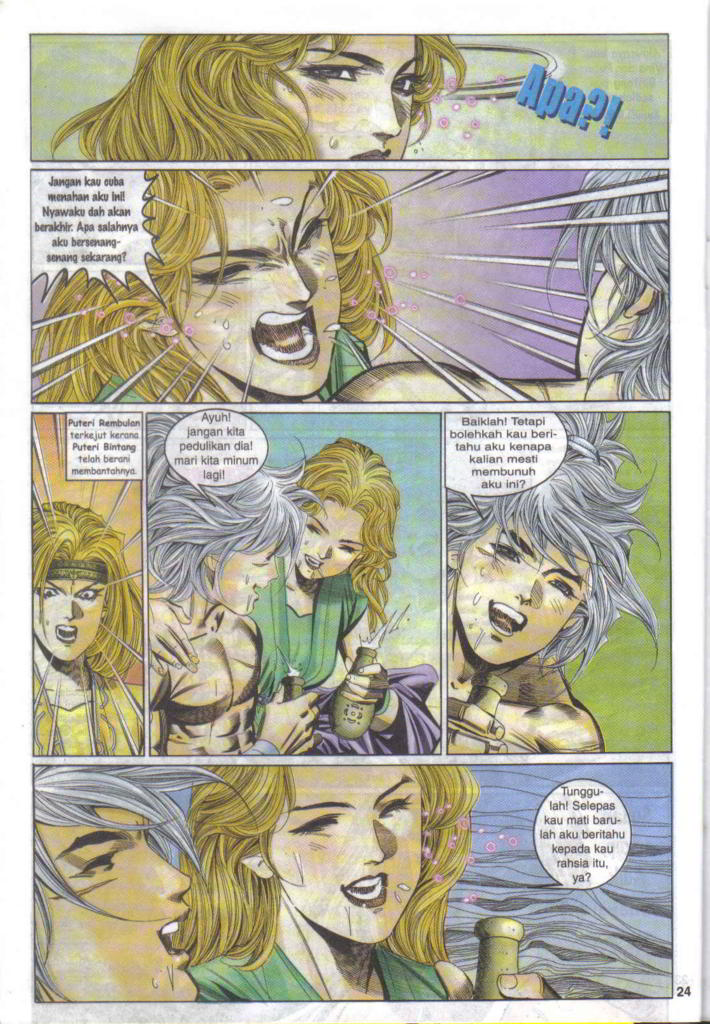 Apa?!
Jangan kau cuba
menahan aku ini!
Nyawaku dah akan
berakhir. Apa salahnya
aku bersenang-
senang sekarang?
Puteri Rembulan
terkejut kerana
Puteri Bintang
telah berani
membantahnya.
Ayuh!
jangan kita
pedulikan dia!
mari kita minum
lagi!
Baiklah! Tetapi
bolehkah kau beri-
tahu aku kenapa
kalian mesti
membunuh
aku ini?
Tunggu-
lah! Selepas
kau mati baru-
lah aku beritahu
kepada kau
rahsia itu,
ya?
24